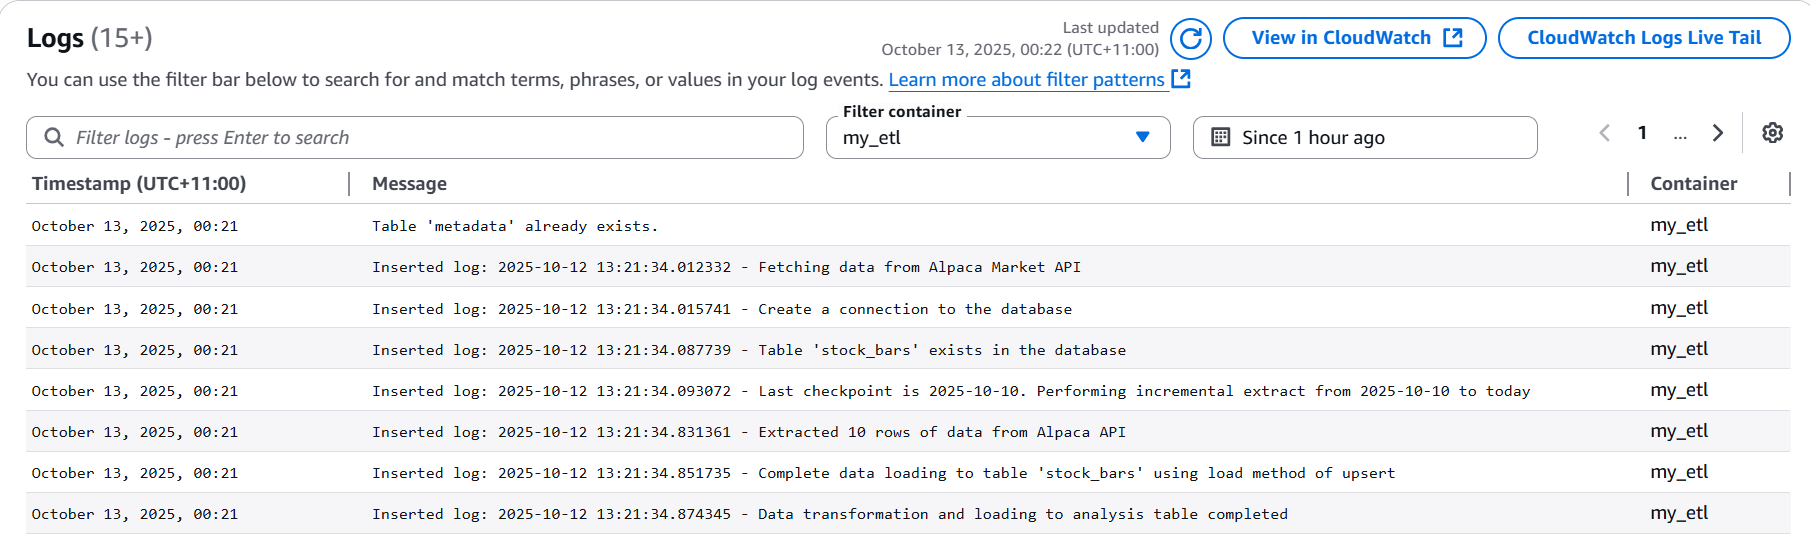 Logs (15+)
Last updated
October 13, 2025, 00:22 (UTC+11:00)
View in CloudWatch
CloudWatch Logs Live Tail
You can use the filter bar below to search for and match terms, phrases, or values in your log events. Learn more about filter patterns
Filter logs - press Enter to search
Filter container
my_etl
Since 1 hour ago
1 ...
Timestamp (UTC+11:00) Message Container
October 13, 2025, 00:21 Table 'metadata' already exists. my_etl
October 13, 2025, 00:21 Inserted log: 2025-10-12 13:21:34.012332 - Fetching data from Alpaca Market API my_etl
October 13, 2025, 00:21 Inserted log: 2025-10-12 13:21:34.015741 - Create a connection to the database my_etl
October 13, 2025, 00:21 Inserted log: 2025-10-12 13:21:34.087739 - Table 'stock_bars' exists in the database my_etl
October 13, 2025, 00:21 Inserted log: 2025-10-12 13:21:34.093072 - Last checkpoint is 2025-10-10. Performing incremental extract from 2025-10-10 to today my_etl
October 13, 2025, 00:21 Inserted log: 2025-10-12 13:21:34.831361 - Extracted 10 rows of data from Alpaca API my_etl
October 13, 2025, 00:21 Inserted log: 2025-10-12 13:21:34.851735 - Complete data loading to table 'stock_bars' using load method of upsert my_etl
October 13, 2025, 00:21 Inserted log: 2025-10-12 13:21:34.874345 - Data transformation and loading to analysis table completed my_etl